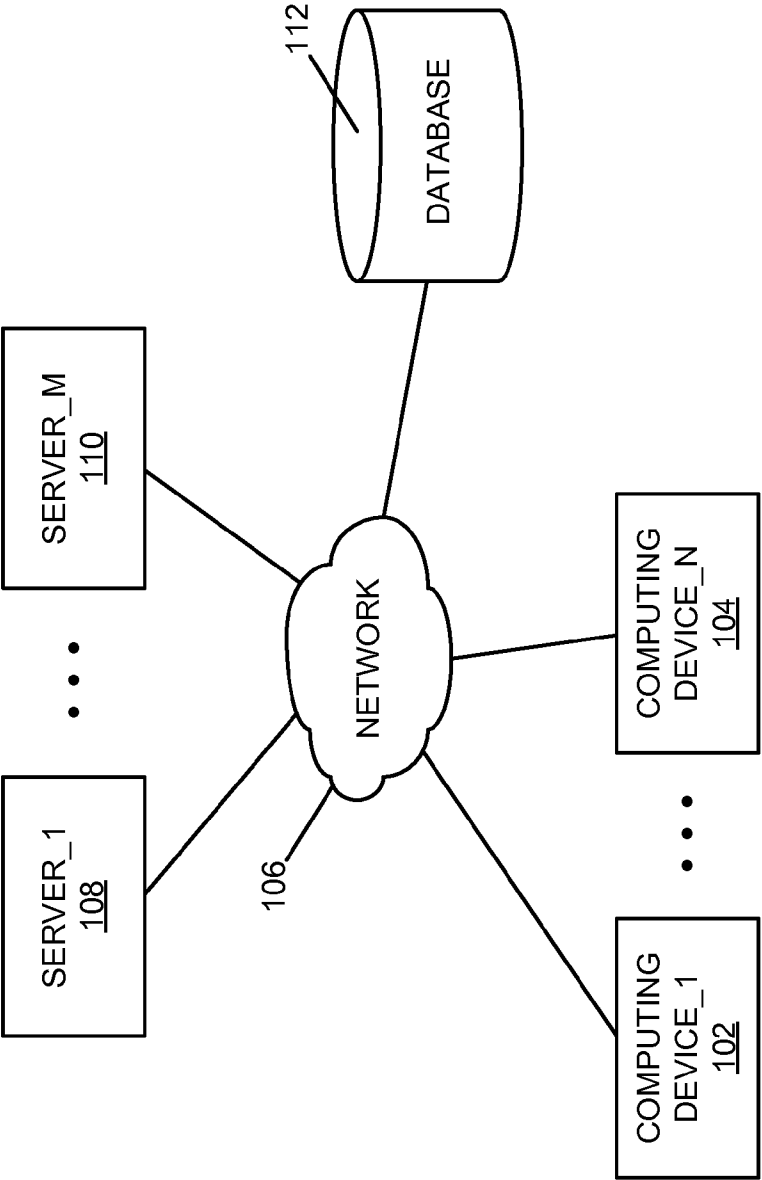 SERVER_1
108
• • •
SERVER_M
110
106
NETWORK
112
DATABASE
COMPUTING
DEVICE_1
102
• • •
COMPUTING
DEVICE_N
104